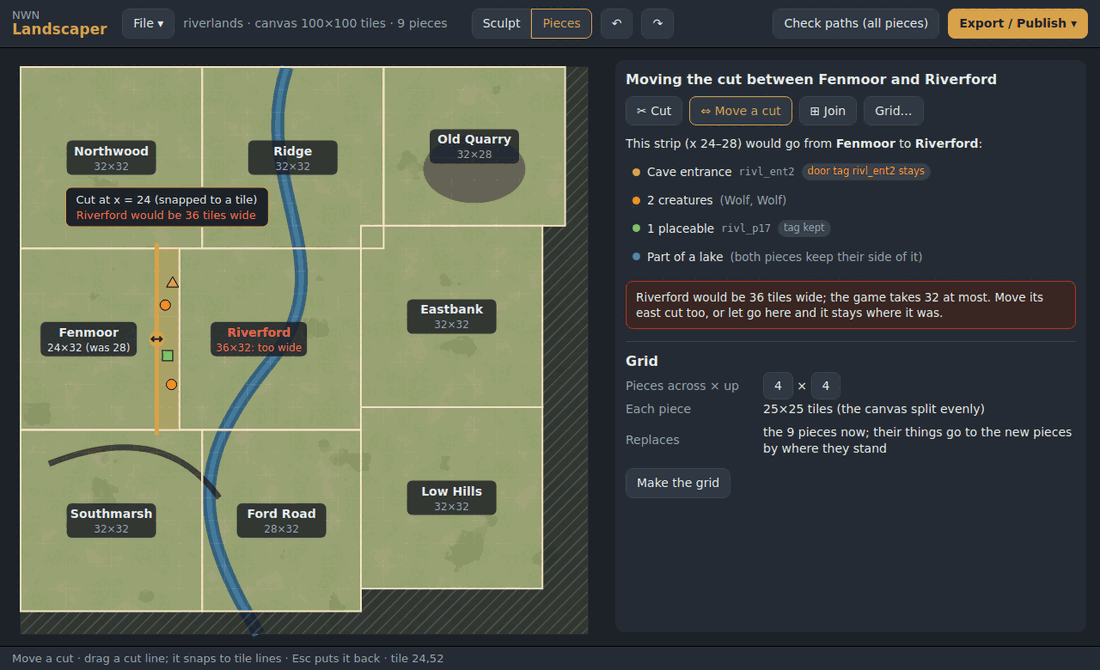 NWN
Landscaper
File ▾
riverlands · canvas 100×100 tiles · 9 pieces
Sculpt
Pieces
↶
↷
Check paths (all pieces)
Export / Publish ▾
Northwood
32×32
Ridge
32×32
Old Quarry
32×28
Cut at x = 24 (snapped to a tile)
Riverford would be 36 tiles wide
Fenmoor
24×32 (was 28)
Riverford
36×32: too wide
Eastbank
32×32
Southmarsh
32×32
Ford Road
28×32
Low Hills
32×32
Moving the cut between Fenmoor and Riverford
✂ Cut
⇔ Move a cut
⊞ Join
Grid…
This strip (x 24–28) would go from Fenmoor to Riverford:
Cave entrance rivl_ent2 door tag rivl_ent2 stays
2 creatures (Wolf, Wolf)
1 placeable rivl_p17 tag kept
Part of a lake (both pieces keep their side of it)
Riverford would be 36 tiles wide; the game takes 32 at most. Move its
east cut too, or let go here and it stays where it was.
Grid
Pieces across × up 4 × 4
Each piece 25×25 tiles (the canvas split evenly)
Replaces the 9 pieces now; their things go to the new pieces
by where they stand
Make the grid
Move a cut · drag a cut line; it snaps to tile lines · Esc puts it back · tile 24,52